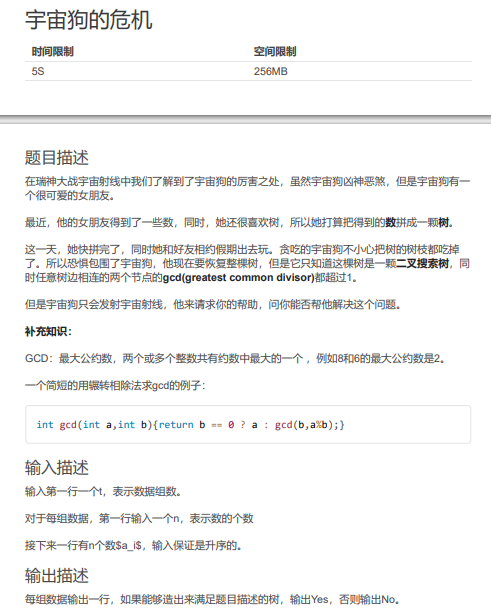 宇宙狗的危机
时间限制 空间限制
5S 256MB
题目描述
在瑞神大战宇宙射线中我们了解到了宇宙狗的厉害之处，虽然宇宙狗凶神恶煞，但是宇宙狗有一
个很可爱的女朋友。
最近，他的女朋友得到了一些数，同时，她还很喜欢树，所以她打算把得到的数拼成一颗树。
这一天，她快拼完了，同时她和好友相约假期出去玩。贪吃的宇宙狗不小心把树的树枝都吃掉
了。所以恐惧包围了宇宙狗，他现在要恢复整棵树，但是它只知道这棵树是一颗二叉搜索树，同
时任意树边相连的两个节点的gcd(greatest common divisor)都超过1。
但是宇宙狗只会发射宇宙射线，他来请求你的帮助，问你能否帮他解决这个问题。
补充知识：
GCD：最大公约数，两个或多个整数共有约数中最大的一个 ，例如8和6的最大公约数是2。
一个简短的用辗转相除法求gcd的例子：
int gcd(int a,int b){return b == 0 ? a : gcd(b,a%b);}
输入描述
输入第一行一个t，表示数据组数。
对于每组数据，第一行输入一个n，表示数的个数
接下来一行有n个数$a_i$，输入保证是升序的。
输出描述
每组数据输出一行，如果能够造出来满足题目描述的树，输出Yes，否则输出No。